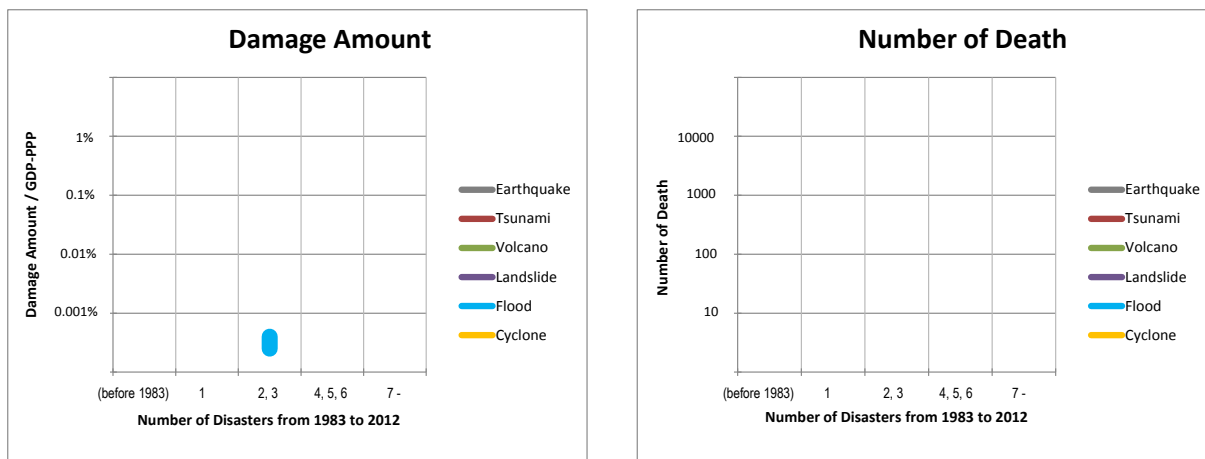 Damage Amount
Damage Amount / GDP-PPP
1%
0.1%
0.01%
0.001%
(before 1983) 1 2, 3 4, 5, 6 7 -
Number of Disasters from 1983 to 2012
Earthquake
Tsunami
Volcano
Landslide
Flood
Cyclone
Number of Death
Number of Death
10000
1000
100
10
(before 1983) 1 2, 3 4, 5, 6 7 -
Number of Disasters from 1983 to 2012
Earthquake
Tsunami
Volcano
Landslide
Flood
Cyclone